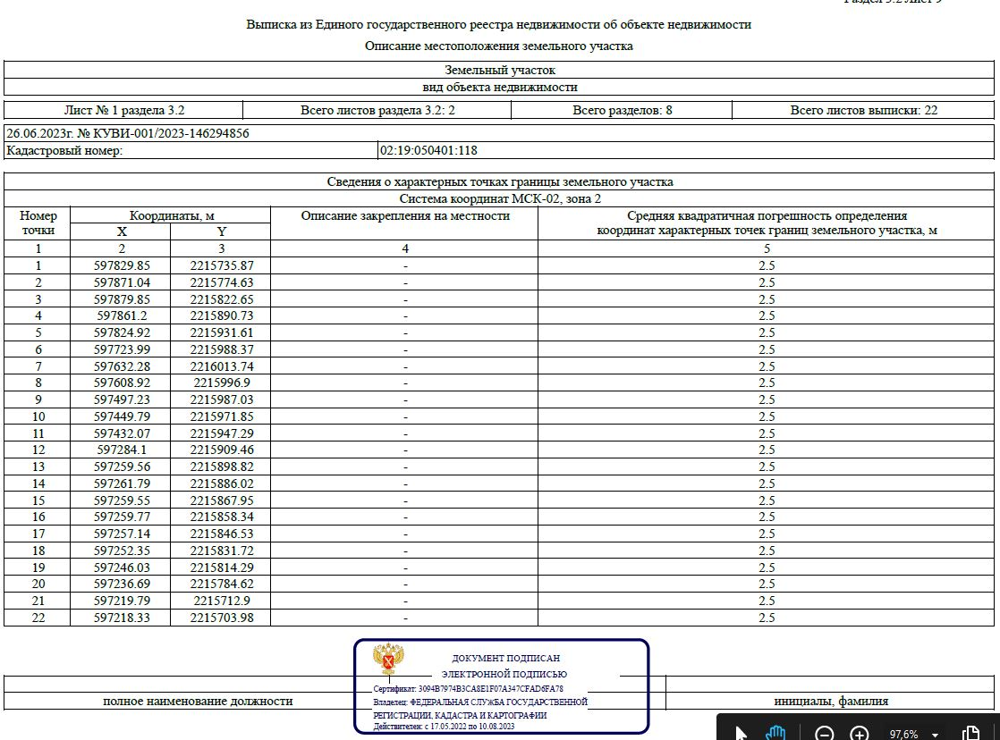 Раздел 3.2 Лист 9
Выписка из Единого государственного реестра недвижимости об объекте недвижимости
Описание местоположения земельного участка
Земельный участок
вид объекта недвижимости
Лист № 1 раздела 3.2 Всего листов раздела 3.2: 2 Всего разделов: 8 Всего листов выписки: 22
26.06.2023г. № КУВИ-001/2023-146294856
Кадастровый номер: 02:19:050401:118
Сведения о характерных точках границы земельного участка
Система координат МСК-02, зона 2
Номер точки Координаты, м Описание закрепления на местности Средняя квадратичная погрешность определения координат характерных точек границ земельного участка, м
X Y
1 2 3 4 5
1 597829.85 2215735.87 - 2.5
2 597871.04 2215774.63 - 2.5
3 597879.85 2215822.65 - 2.5
4 597861.2 2215890.73 - 2.5
5 597824.92 2215931.61 - 2.5
6 597723.99 2215988.37 - 2.5
7 597632.28 2216013.74 - 2.5
8 597608.92 2215996.9 - 2.5
9 597497.23 2215987.03 - 2.5
10 597449.79 2215971.85 - 2.5
11 597432.07 2215947.29 - 2.5
12 597284.1 2215909.46 - 2.5
13 597259.56 2215898.82 - 2.5
14 597261.79 2215886.02 - 2.5
15 597259.55 2215867.95 - 2.5
16 597259.77 2215858.34 - 2.5
17 597257.14 2215846.53 - 2.5
18 597252.35 2215831.72 - 2.5
19 597246.03 2215814.29 - 2.5
20 597236.69 2215784.62 - 2.5
21 597219.79 2215712.9 - 2.5
22 597218.33 2215703.98 - 2.5
ДОКУМЕНТ ПОДПИСАН
ЭЛЕКТРОННОЙ ПОДПИСЬЮ
Сертификат: 3094B7974B3CA8E1F07A347CFAD6FA78
Владелец: ФЕДЕРАЛЬНАЯ СЛУЖБА ГОСУДАРСТВЕННОЙ
РЕГИСТРАЦИИ, КАДАСТРА И КАРТОГРАФИИ
Действителен: с 17.05.2022 по 10.08.2023
полное наименование должности
инициалы, фамилия
97,6%